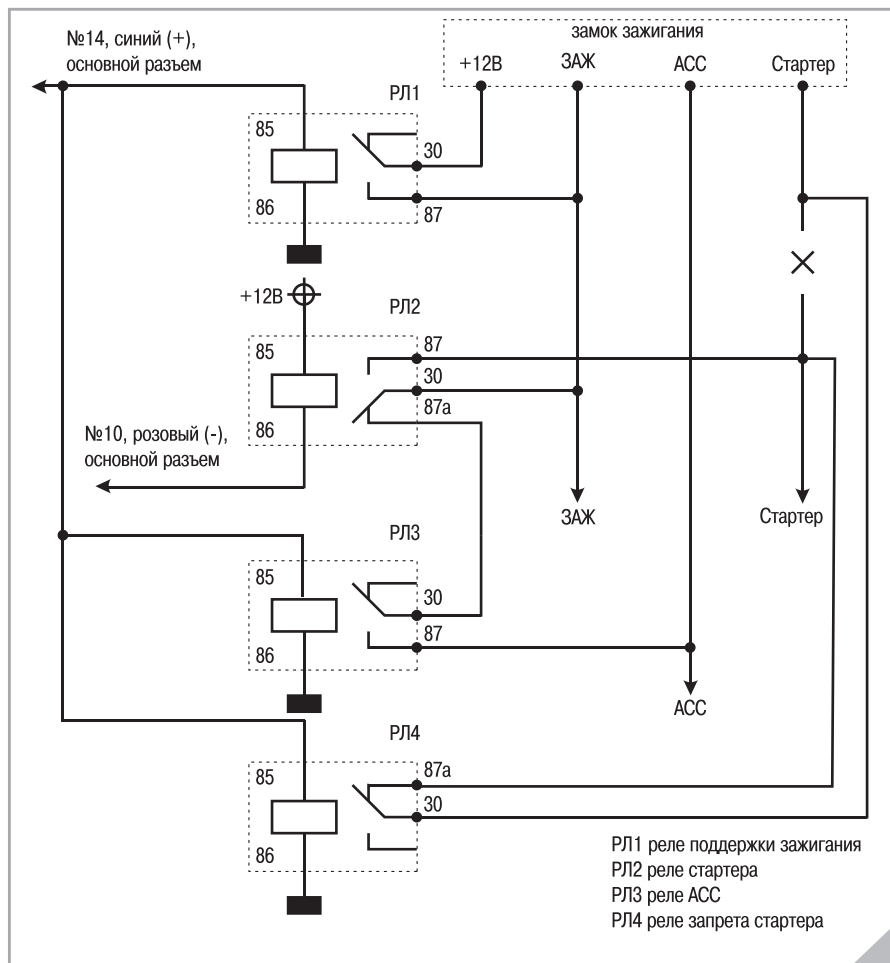 №14, синий (+),
основной разъем
замок зажигания
+12В ЗАЖ АСС Стартер
РЛ1
85
30
86
87
+12В
РЛ2
87
85
30
87а
86
№10, розовый (-),
основной разъем
ЗАЖ
Стартер
РЛ3
85
30
87
86
АСС
РЛ4
87а
85
30
86
РЛ1 реле поддержки зажигания
РЛ2 реле стартера
РЛ3 реле АСС
РЛ4 реле запрета стартера